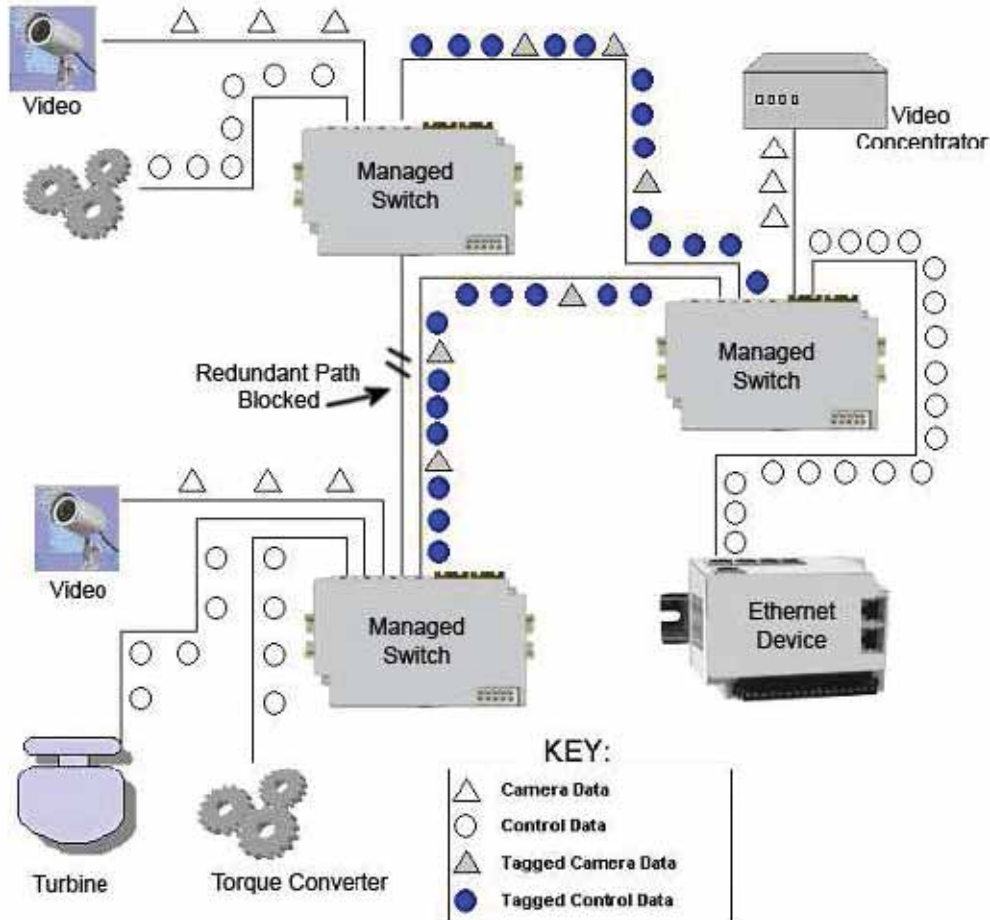 Video
Managed
Switch
Video
Concentrator
Managed
Switch
Redundant Path
Blocked
Video
Managed
Switch
Ethernet
Device
Turbine
Torque Converter
KEY:
Camera Data
Control Data
Tagged Camera Data
Tagged Control Data